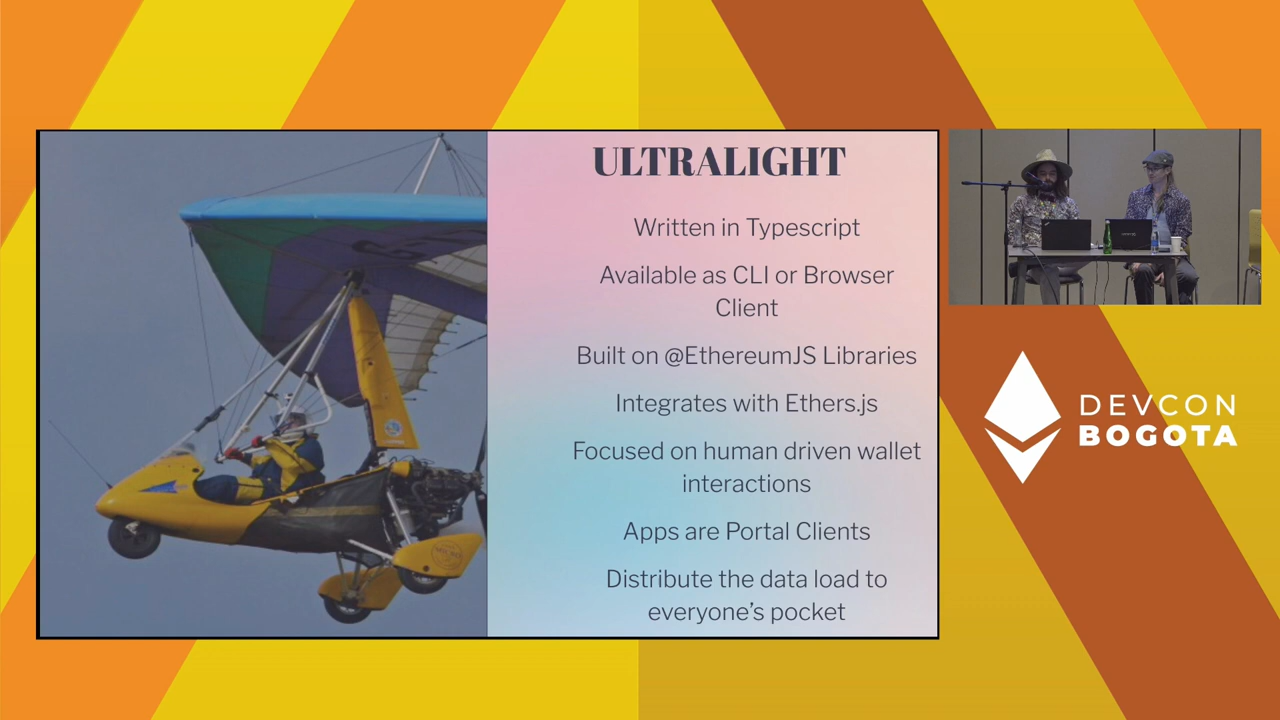 ULTRALIGHT
Written in Typescript
Available as CLI or Browser
Client
Built on @EthereumJS Libraries
Integrates with Ethers.js
Focused on human driven wallet
interactions
Apps are Portal Clients
Distribute the data load to
everyone's pocket
DEVCON
BOGOTA